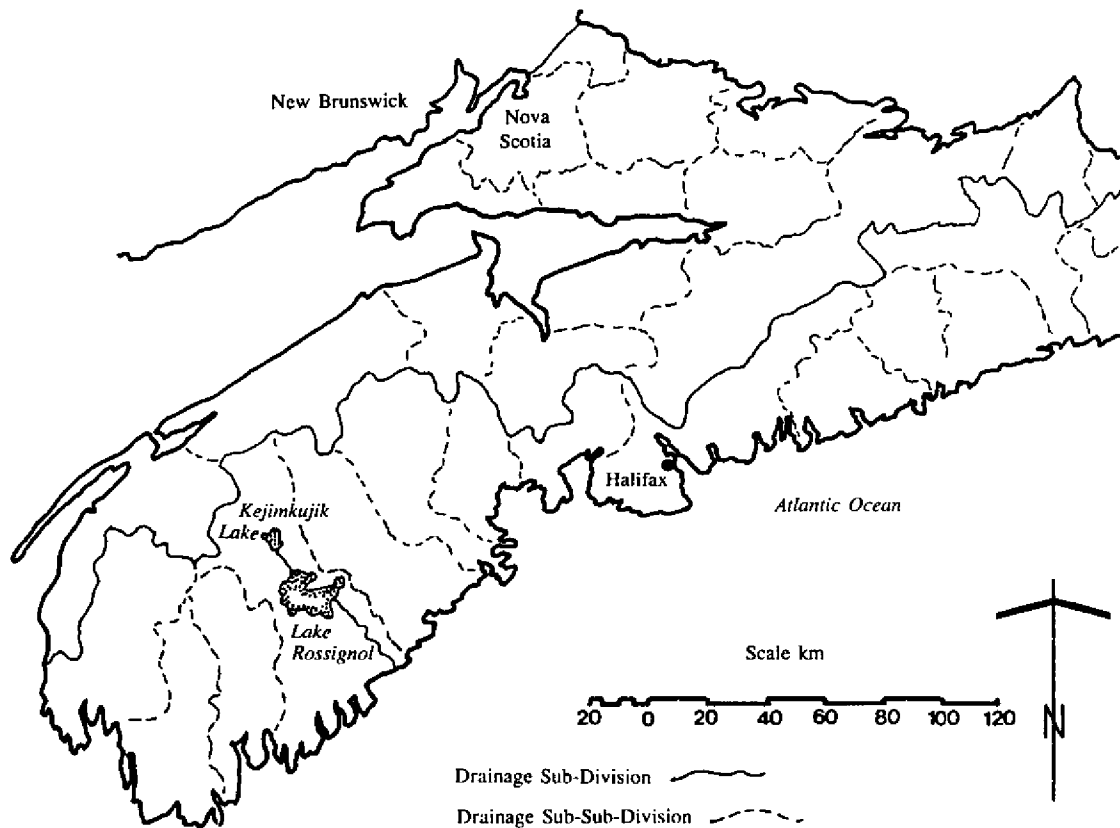 New Brunswick
Nova
Scotia
Halifax
Atlantic Ocean
Kejimkujik
Lake
Lake
Rossignol
Scale km
20 0 20 40 60 80 100 120
N
Drainage Sub-Division
Drainage Sub-Sub-Division